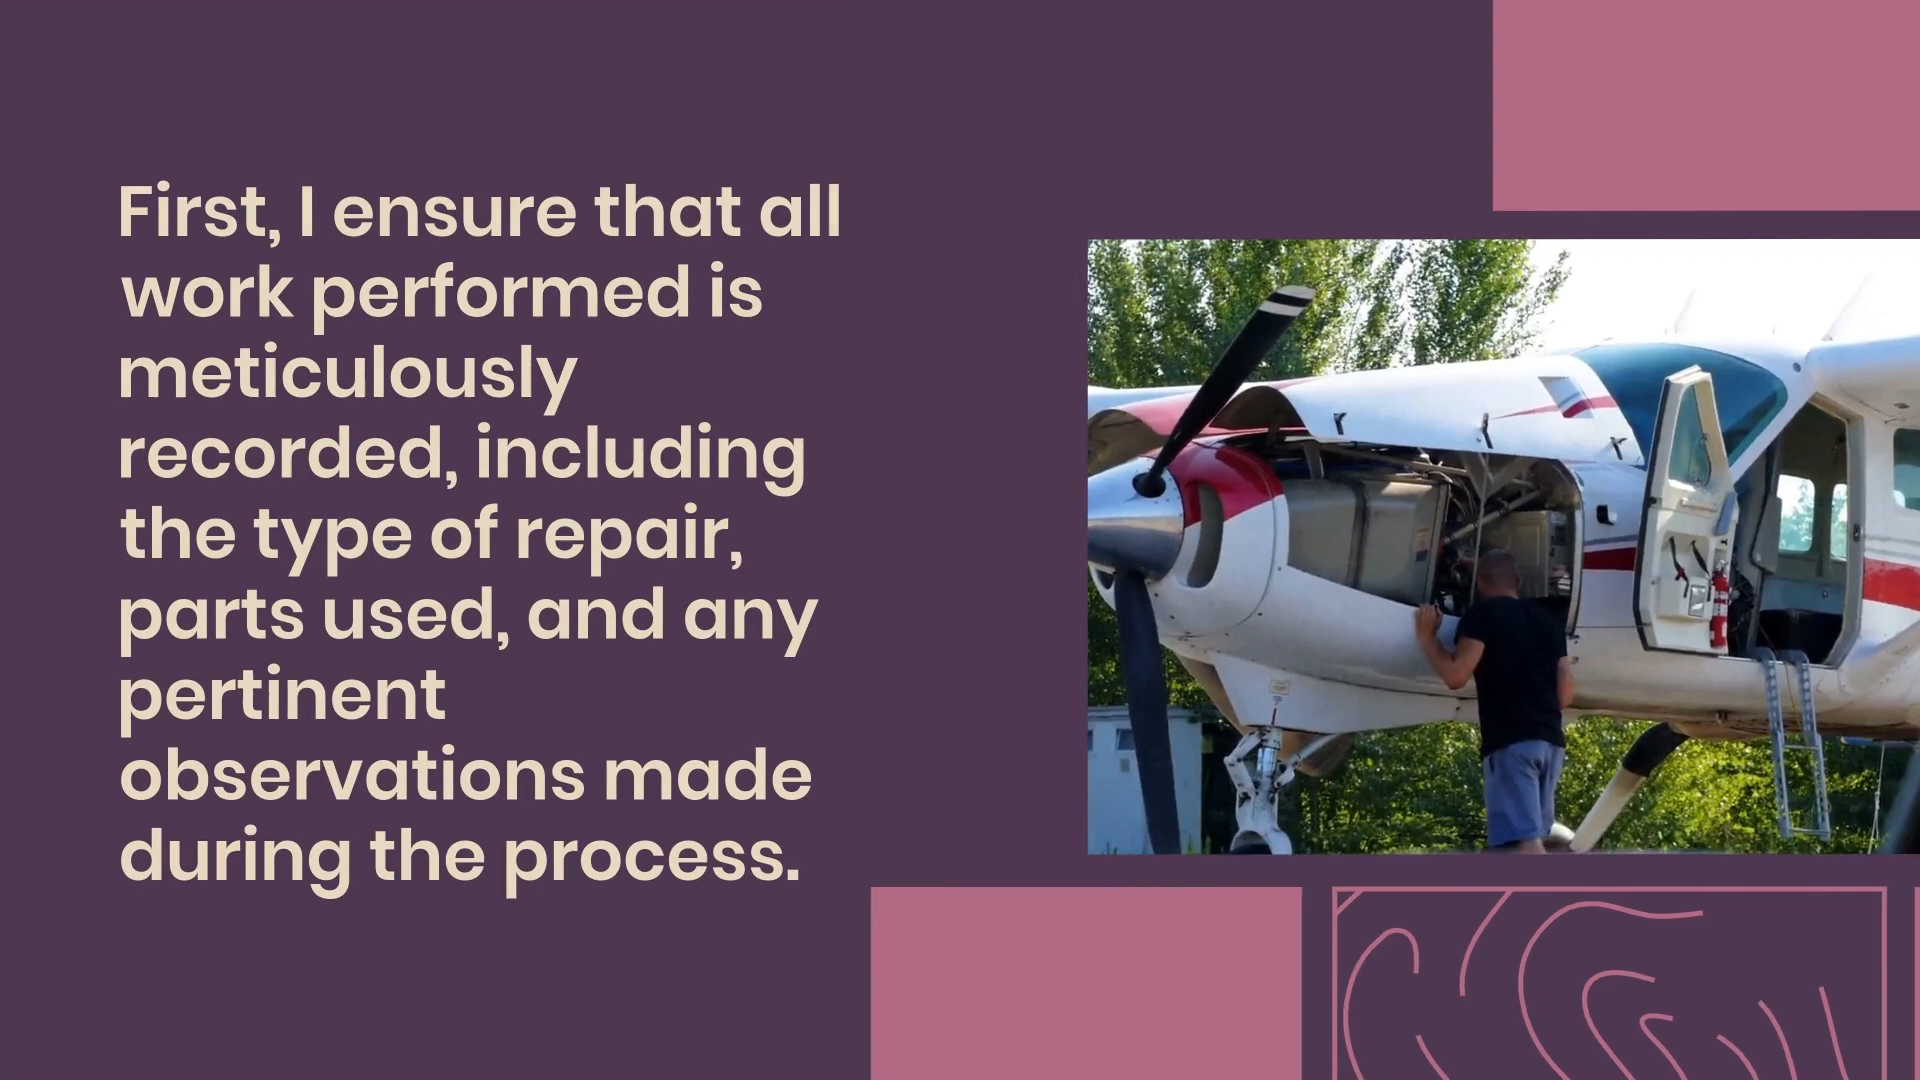 First, I ensure that all
work performed is
meticulously
recorded, including
the type of repair,
parts used, and any
pertinent
observations made
during the process.